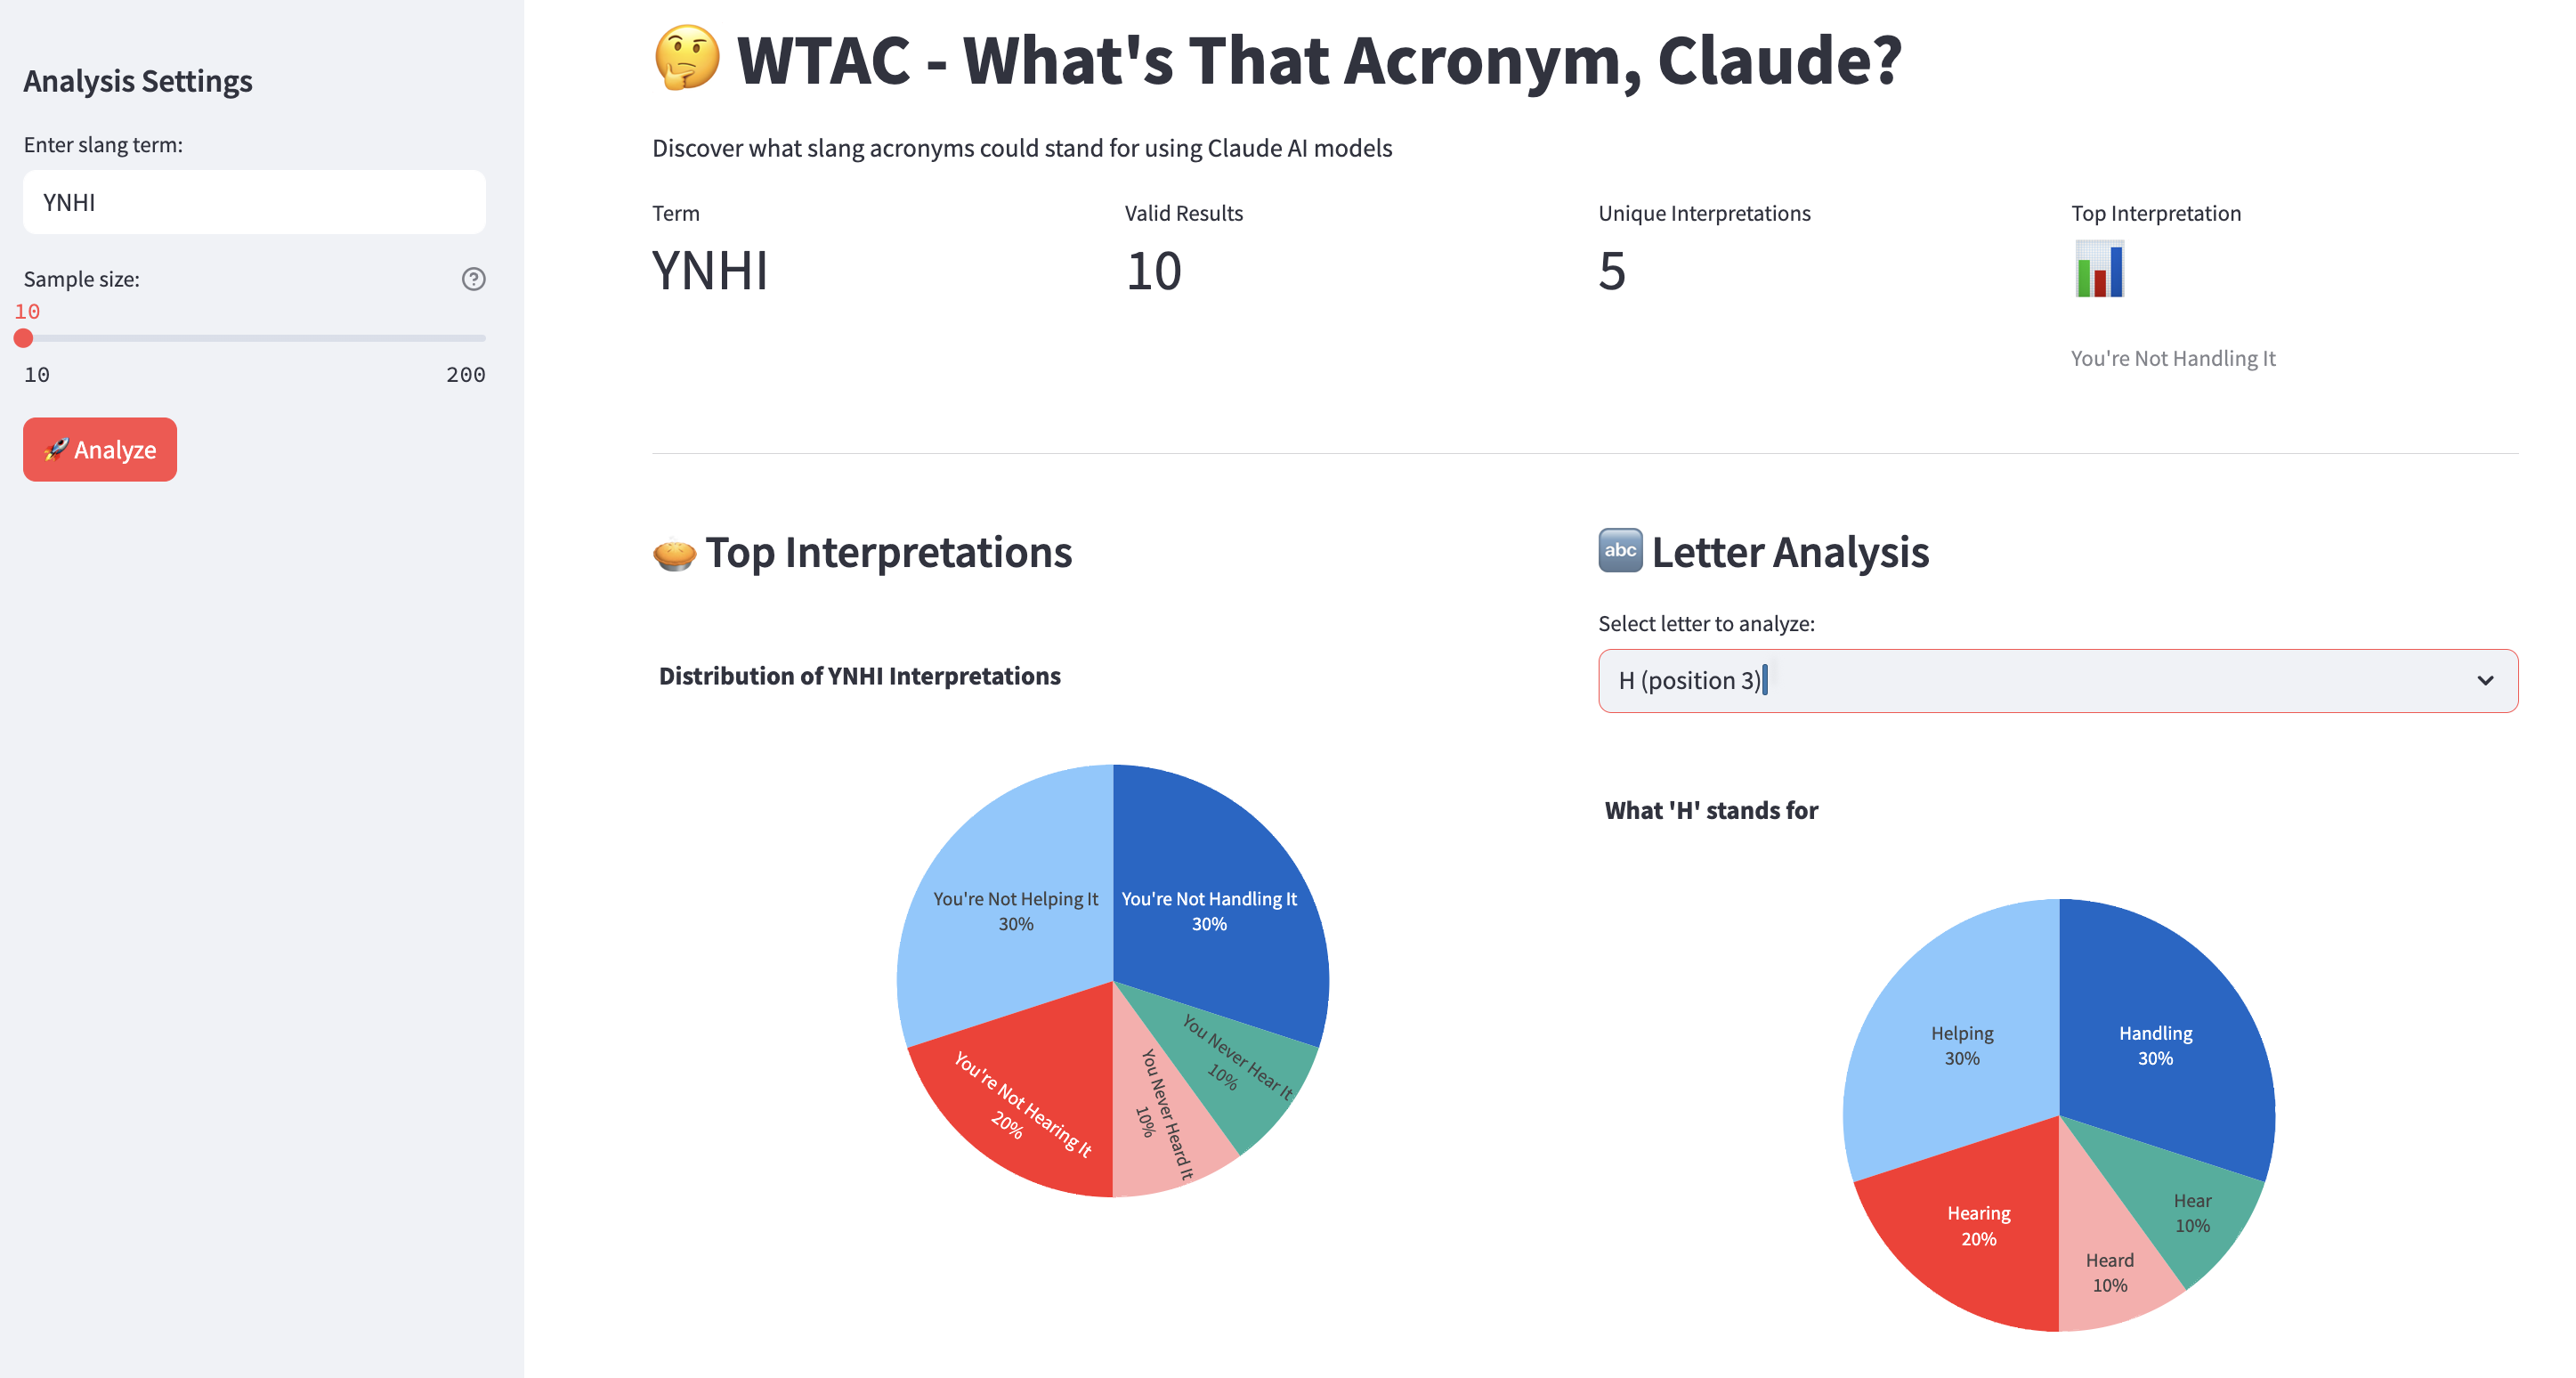 Analysis Settings
Enter slang term:
YNHI
Sample size:
10
10 200
🚀 Analyze
🤔 WTAC - What's That Acronym, Claude?
Discover what slang acronyms could stand for using Claude AI models
Term
YNHI
Valid Results
10
Unique Interpretations
5
Top Interpretation
📊
You're Not Handling It
🥧 Top Interpretations
Distribution of YNHI Interpretations
You're Not Helping It
30%
You're Not Handling It
30%
You're Not Hearing It
20%
You Never Heard It
10%
You Never Hear It
10%
abc Letter Analysis
Select letter to analyze:
H (position 3)
What 'H' stands for
Helping
30%
Handling
30%
Hearing
20%
Heard
10%
Hear
10%